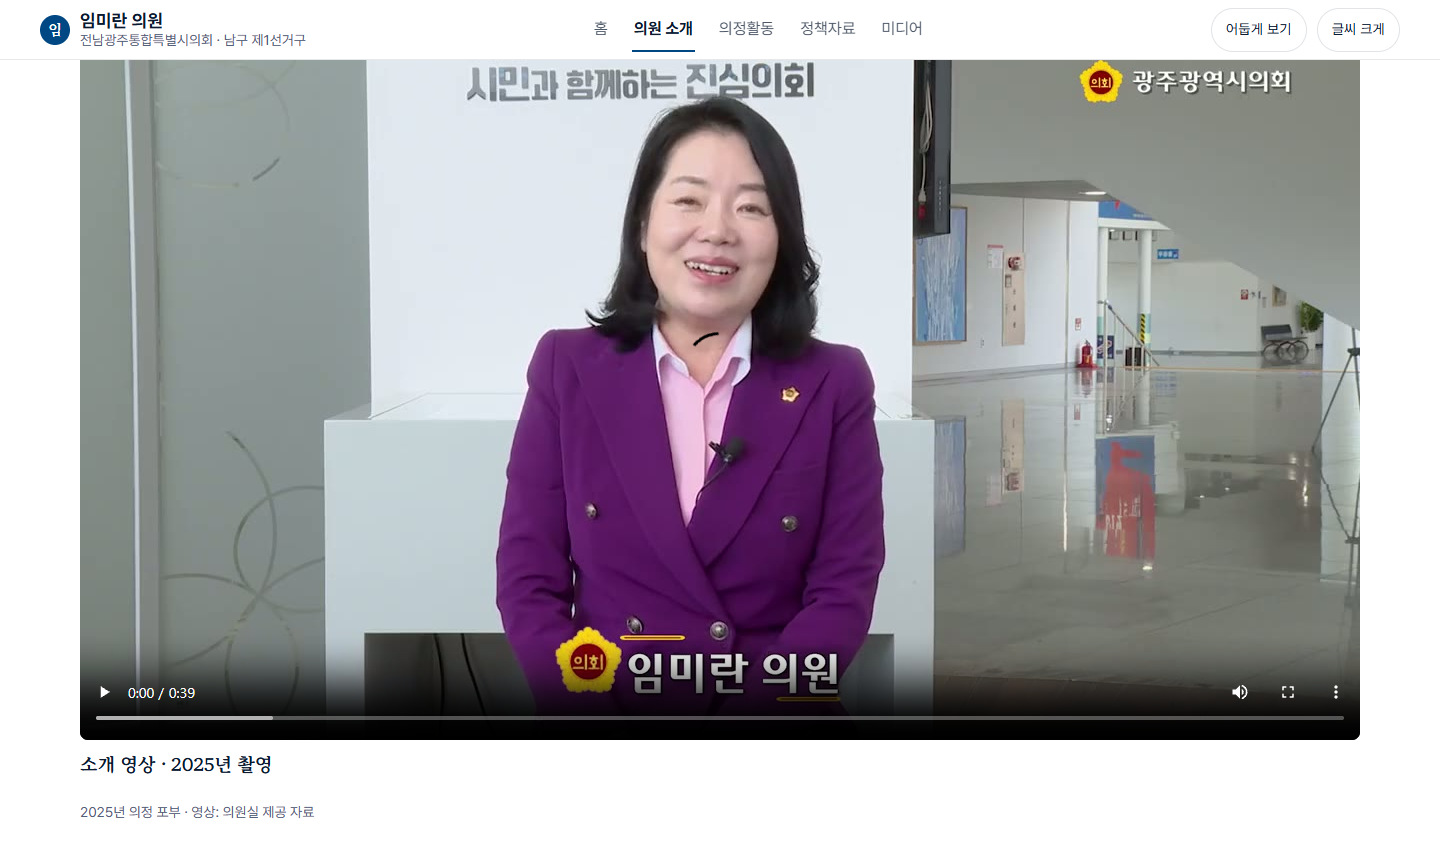 임
임미란 의원
전남광주통합특별시의회 · 남구 제1선거구
홈
의원 소개
의정활동
정책자료
미디어
어둡게 보기
글씨 크게
시민과 함께하는 진심의회
의회
광주광역시의회
의회
임미란 의원
0:00 / 0:39
소개 영상 · 2025년 촬영
2025년 의정 포부 · 영상: 의원실 제공 자료